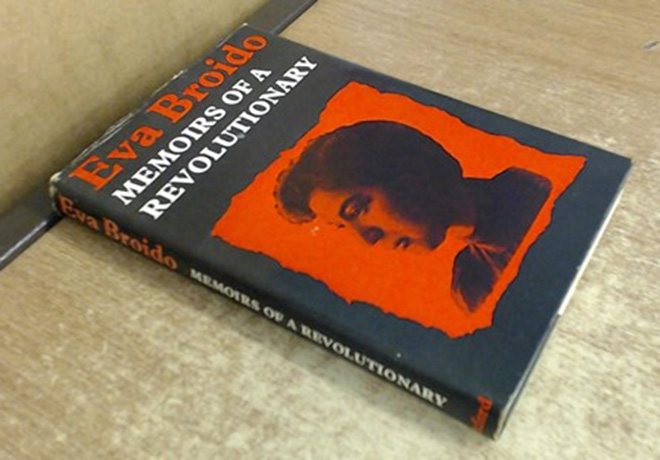 Eva Broido
MEMOIRS OF A
REVOLUTIONARY
Eva Broido
MEMOIRS OF A REVOLUTIONARY